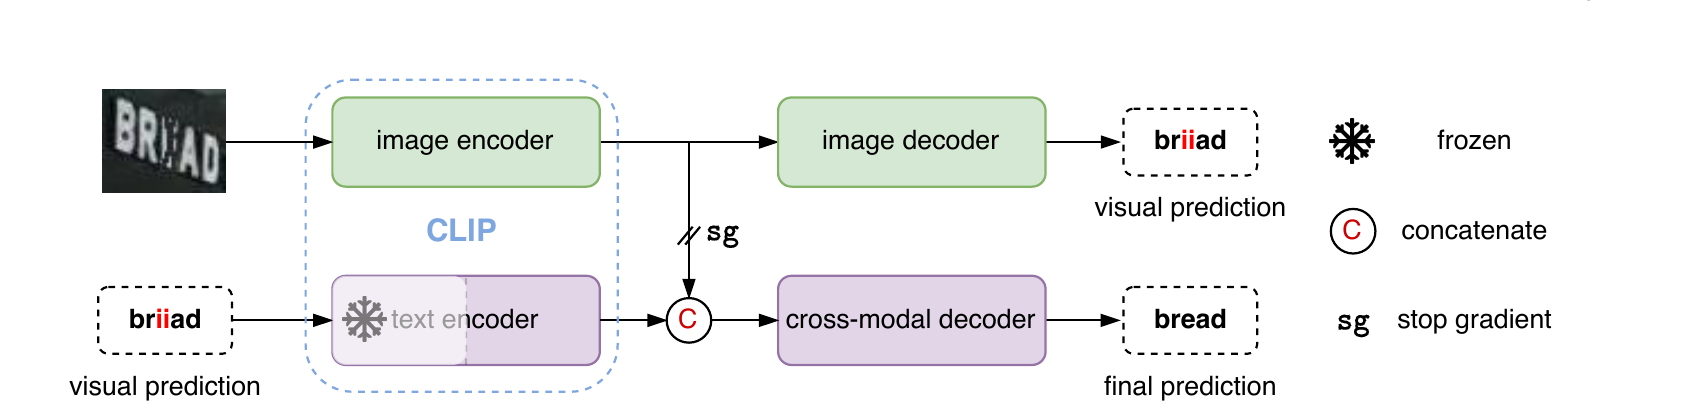 BREAD
image encoder
image decoder
briiad
visual prediction
frozen
CLIP
sg
C
concatenate
briiad
visual prediction
text encoder
C
cross-modal decoder
bread
final prediction
sg
stop gradient